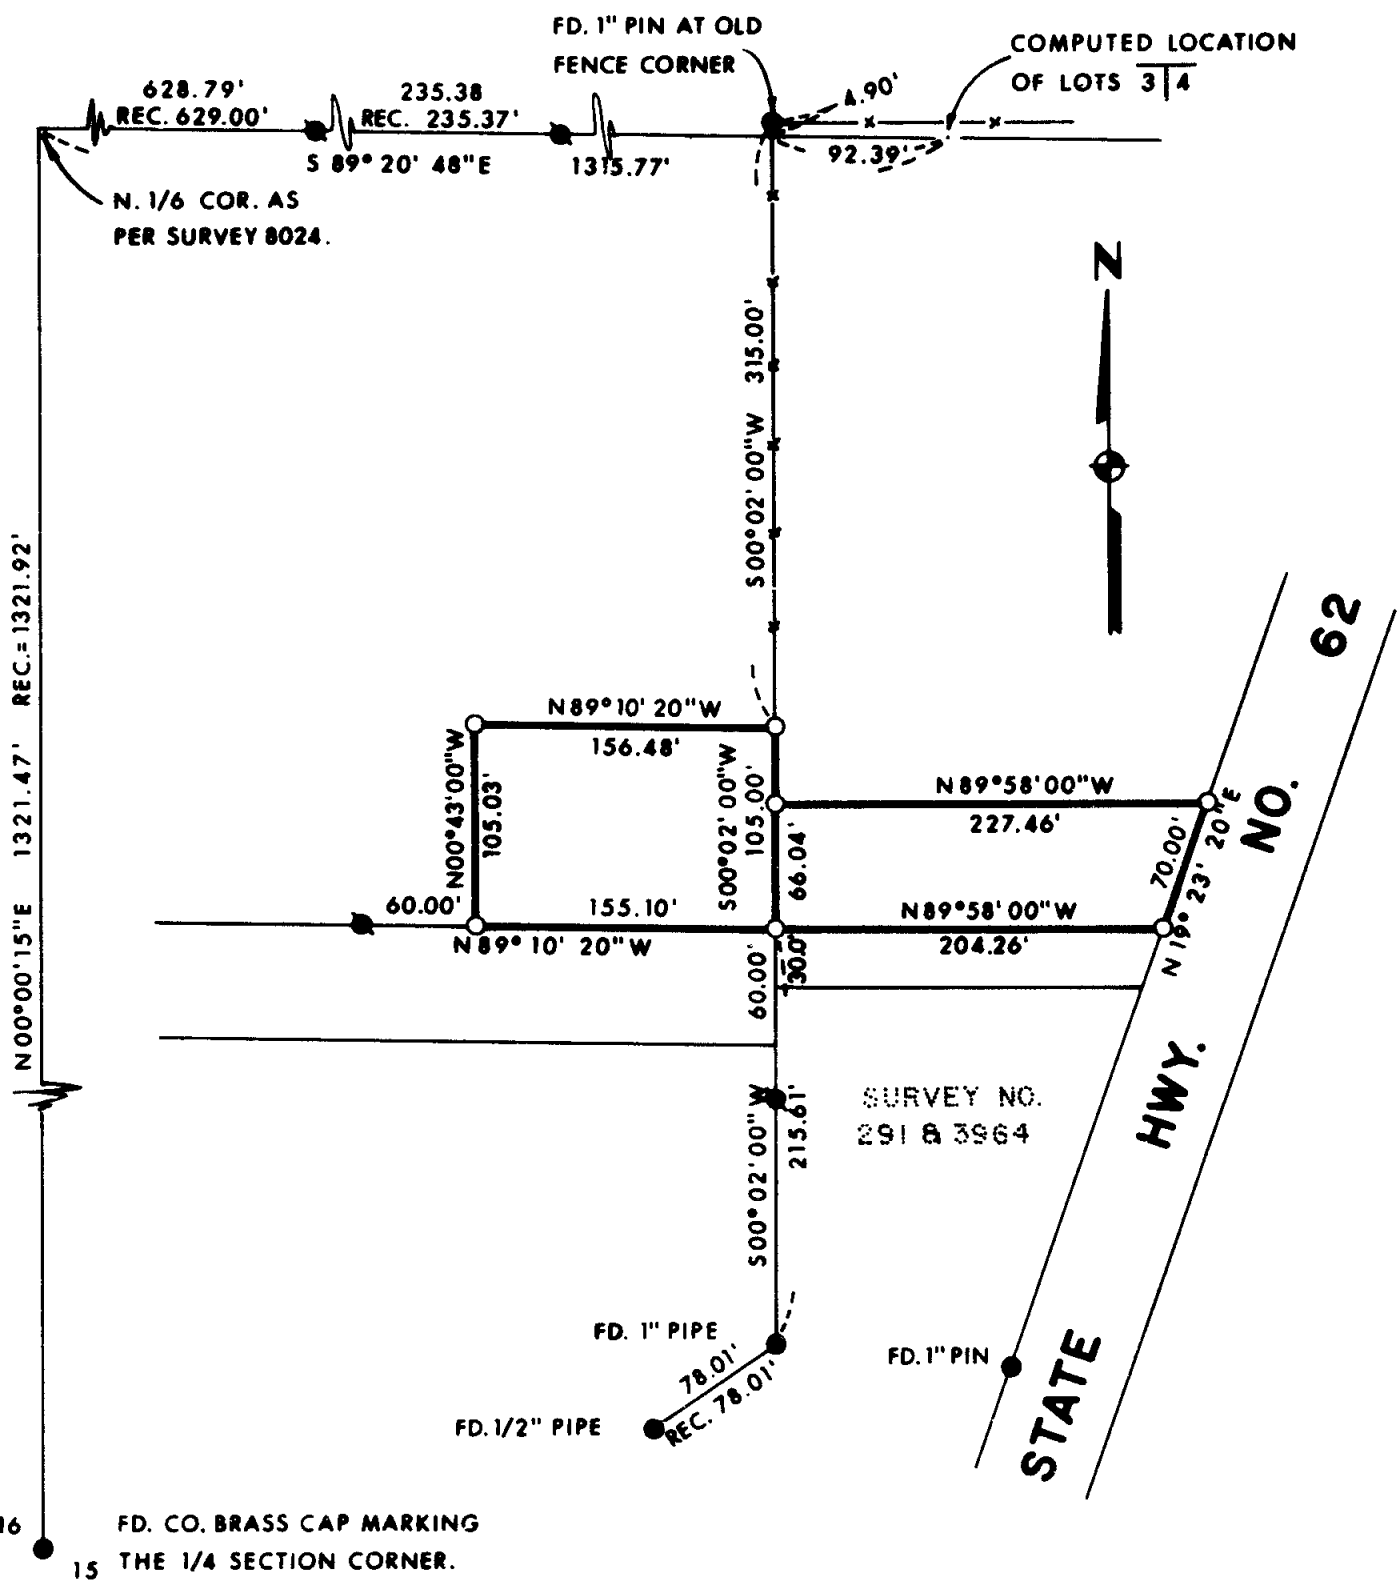 FD. 1" PIN AT OLD
FENCE CORNER
COMPUTED LOCATION
OF LOTS 3|4
628.79'
REC. 629.00'
235.38
REC. 235.37'
4.90'
S 89° 20' 48"E
1315.77'
92.39'
N. 1/6 COR. AS
PER SURVEY 8024.
N
S00°02'00"W 315.00'
N00°00'15"E 1321.47' REC.=1321.92'
N89°10'20"W
156.48'
N00°43'00"W
105.03'
S00°02'00"W
105.00'
66.04'
N89°58'00"W
227.46'
70.00'
N 19° 23' 20"E
60.00'
155.10'
N89°10'20"W
N89°58'00"W
204.26'
60.00'
30.0'
S00°02'00"W
215.61'
SURVEY NO.
291 & 3964
STATE HWY. NO. 62
FD. 1" PIPE
78.01'
REC. 78.01'
FD. 1/2" PIPE
FD. 1" PIN
16
15
FD. CO. BRASS CAP MARKING
THE 1/4 SECTION CORNER.